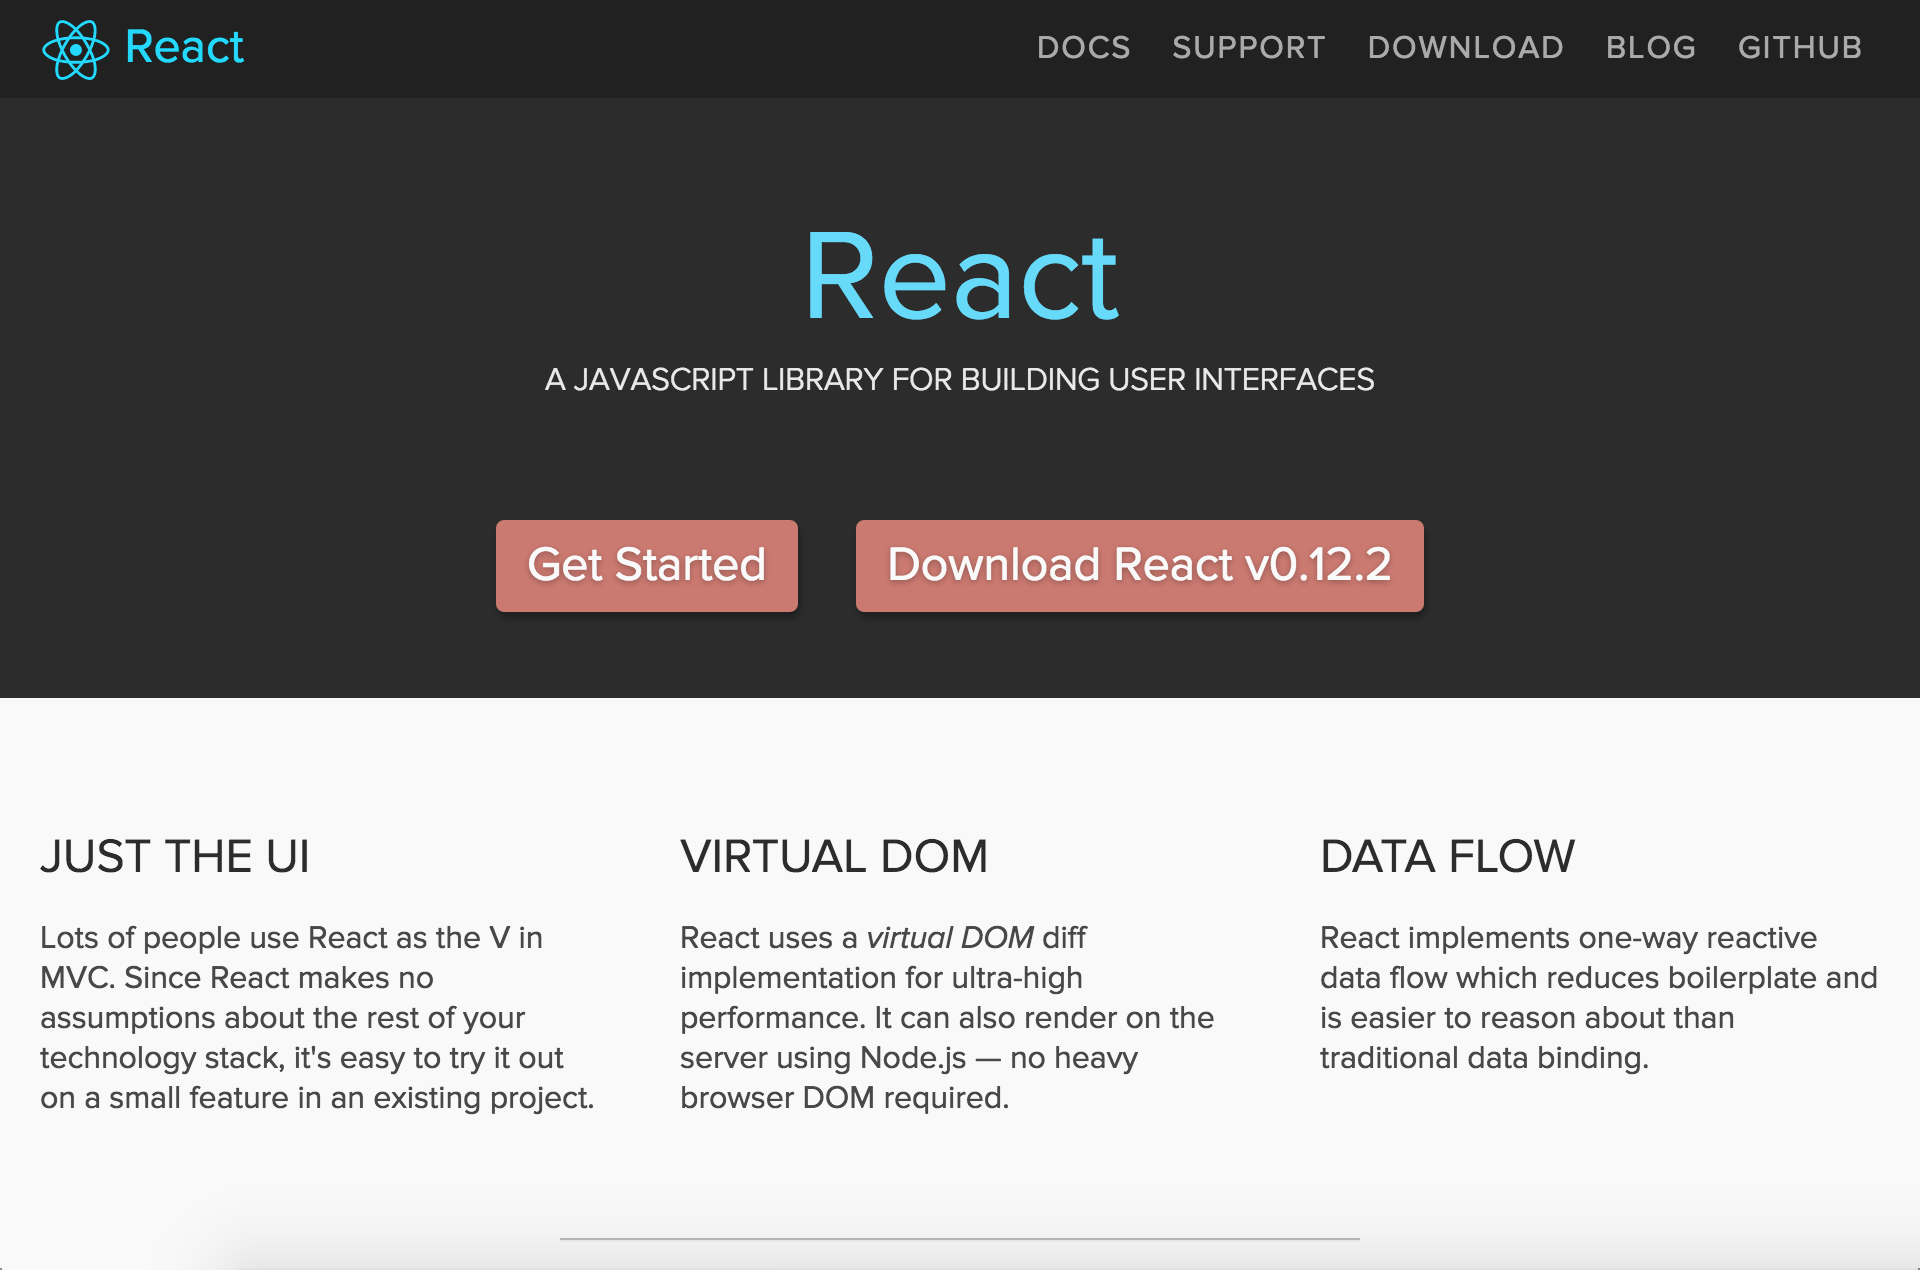 React
DOCS SUPPORT DOWNLOAD BLOG GITHUB
React
A JAVASCRIPT LIBRARY FOR BUILDING USER INTERFACES
Get Started
Download React v0.12.2
JUST THE UI
Lots of people use React as the V in
MVC. Since React makes no
assumptions about the rest of your
technology stack, it's easy to try it out
on a small feature in an existing project.
VIRTUAL DOM
React uses a virtual DOM diff
implementation for ultra-high
performance. It can also render on the
server using Node.js — no heavy
browser DOM required.
DATA FLOW
React implements one-way reactive
data flow which reduces boilerplate and
is easier to reason about than
traditional data binding.